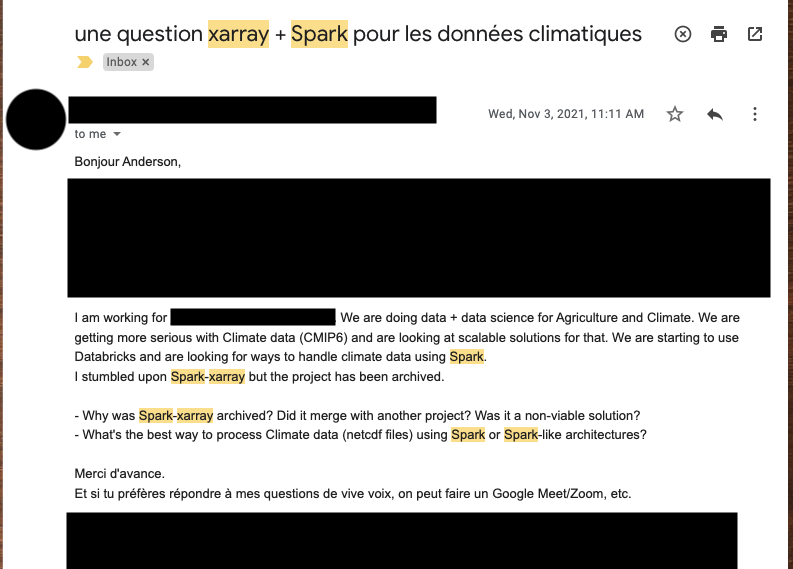 une question xarray + Spark pour les données climatiques
Inbox ×
Wed, Nov 3, 2021, 11:11 AM
to me
Bonjour Anderson,
I am working for We are doing data + data science for Agriculture and Climate. We are
getting more serious with Climate data (CMIP6) and are looking at scalable solutions for that. We are starting to use
Databricks and are looking for ways to handle climate data using Spark.
I stumbled upon Spark-xarray but the project has been archived.
- Why was Spark-xarray archived? Did it merge with another project? Was it a non-viable solution?
- What's the best way to process Climate data (netcdf files) using Spark or Spark-like architectures?
Merci d'avance.
Et si tu préfères répondre à mes questions de vive voix, on peut faire un Google Meet/Zoom, etc.